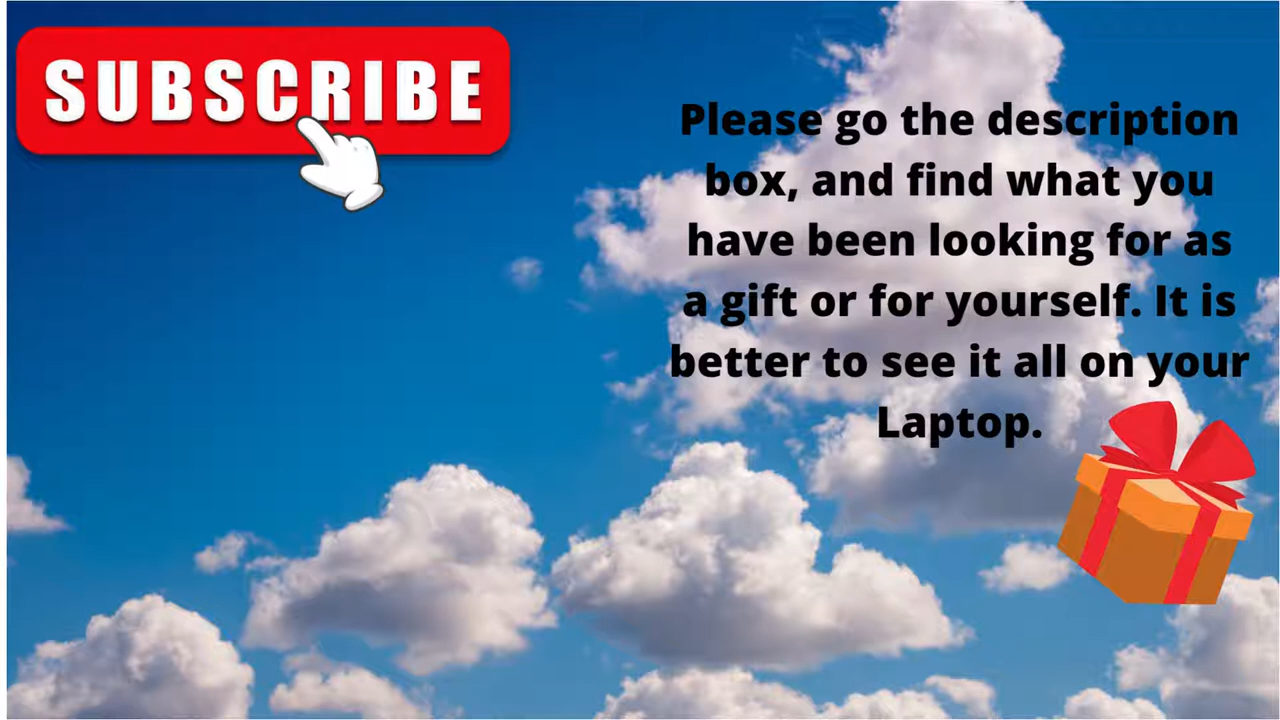 SUBSCRIBE
Please go the description
box, and find what you
have been looking for as
a gift or for yourself. It is
better to see it all on your
Laptop.